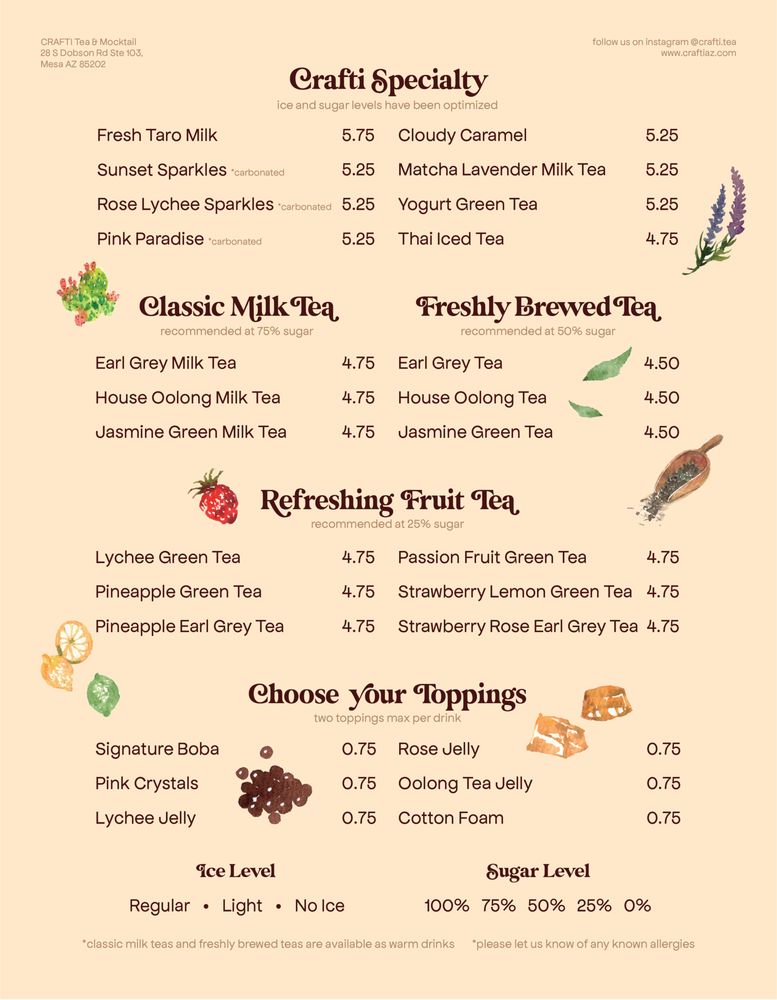 CRAFTI Tea & Mocktail
28 S Dobson Rd Ste 103,
Mesa AZ 85202
follow us on instagram @crafti.tea
www.craftiaz.com
Crafti Specialty
ice and sugar levels have been optimized
Fresh Taro Milk 5.75
Sunset Sparkles *carbonated 5.25
Rose Lychee Sparkles *carbonated 5.25
Pink Paradise *carbonated 5.25
Cloudy Caramel 5.25
Matcha Lavender Milk Tea 5.25
Yogurt Green Tea 5.25
Thai Iced Tea 4.75
Classic Milk Tea
recommended at 75% sugar
Earl Grey Milk Tea 4.75
House Oolong Milk Tea 4.75
Jasmine Green Milk Tea 4.75
Freshly Brewed Tea
recommended at 50% sugar
Earl Grey Tea 4.50
House Oolong Tea 4.50
Jasmine Green Tea 4.50
Refreshing Fruit Tea
recommended at 25% sugar
Lychee Green Tea 4.75
Pineapple Green Tea 4.75
Pineapple Earl Grey Tea 4.75
Passion Fruit Green Tea 4.75
Strawberry Lemon Green Tea 4.75
Strawberry Rose Earl Grey Tea 4.75
Choose your Toppings
two toppings max per drink
Signature Boba 0.75
Pink Crystals 0.75
Lychee Jelly 0.75
Rose Jelly 0.75
Oolong Tea Jelly 0.75
Cotton Foam 0.75
Ice Level
Regular • Light • No Ice
Sugar Level
100% 75% 50% 25% 0%
*classic milk teas and freshly brewed teas are available as warm drinks *please let us know of any known allergies